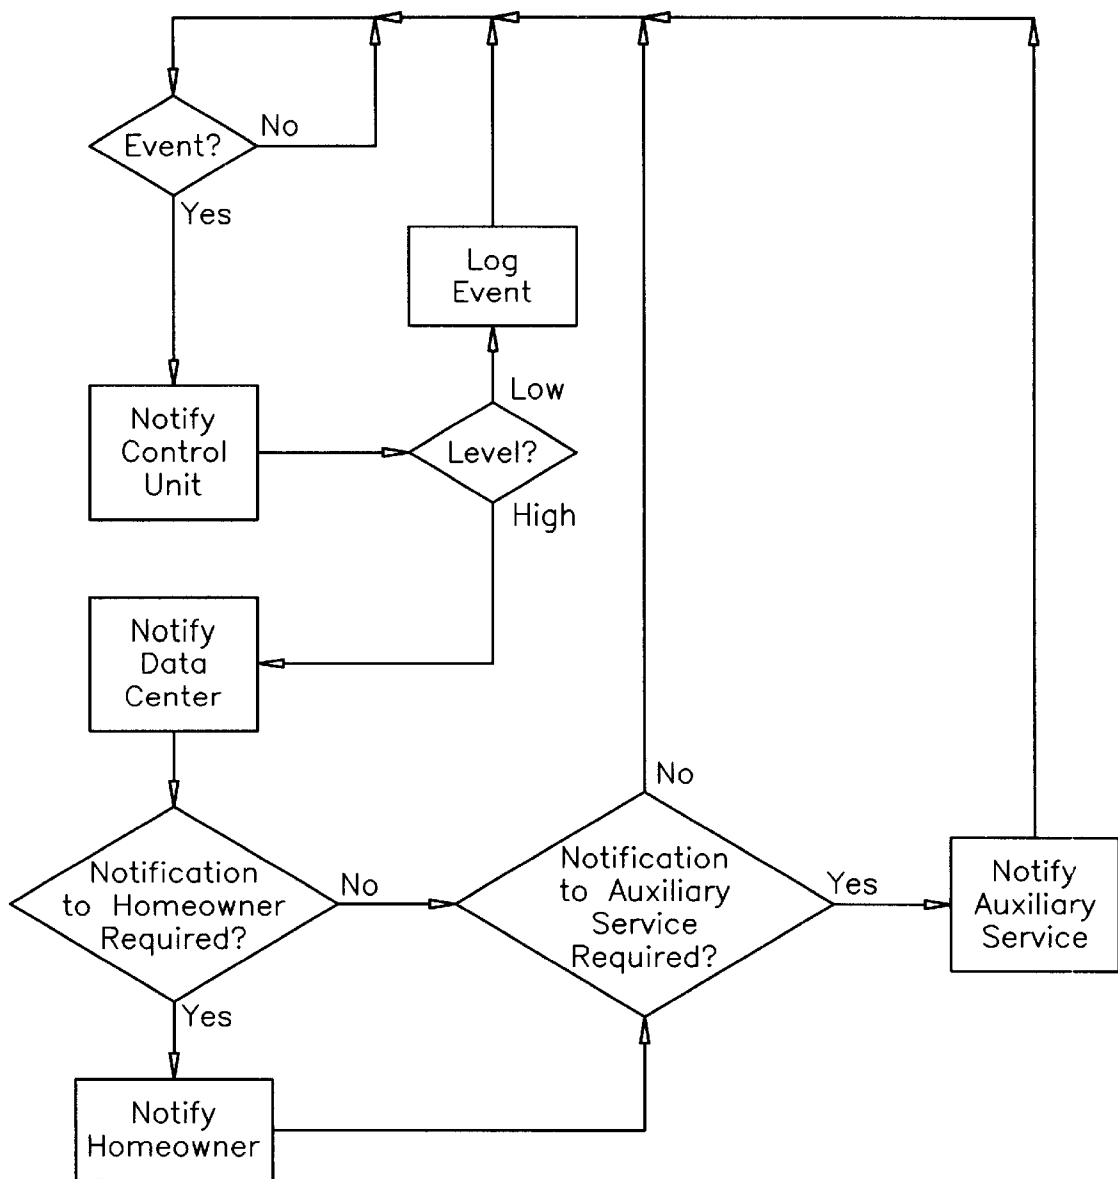 Event?
No
Yes
Log
Event
Low
Notify
Control
Unit
Level?
High
Notify
Data
Center
No
Notification
to Homeowner
Required?
No
Notification
to Auxiliary
Service
Required?
Yes
Notify
Auxiliary
Service
Yes
Notify
Homeowner